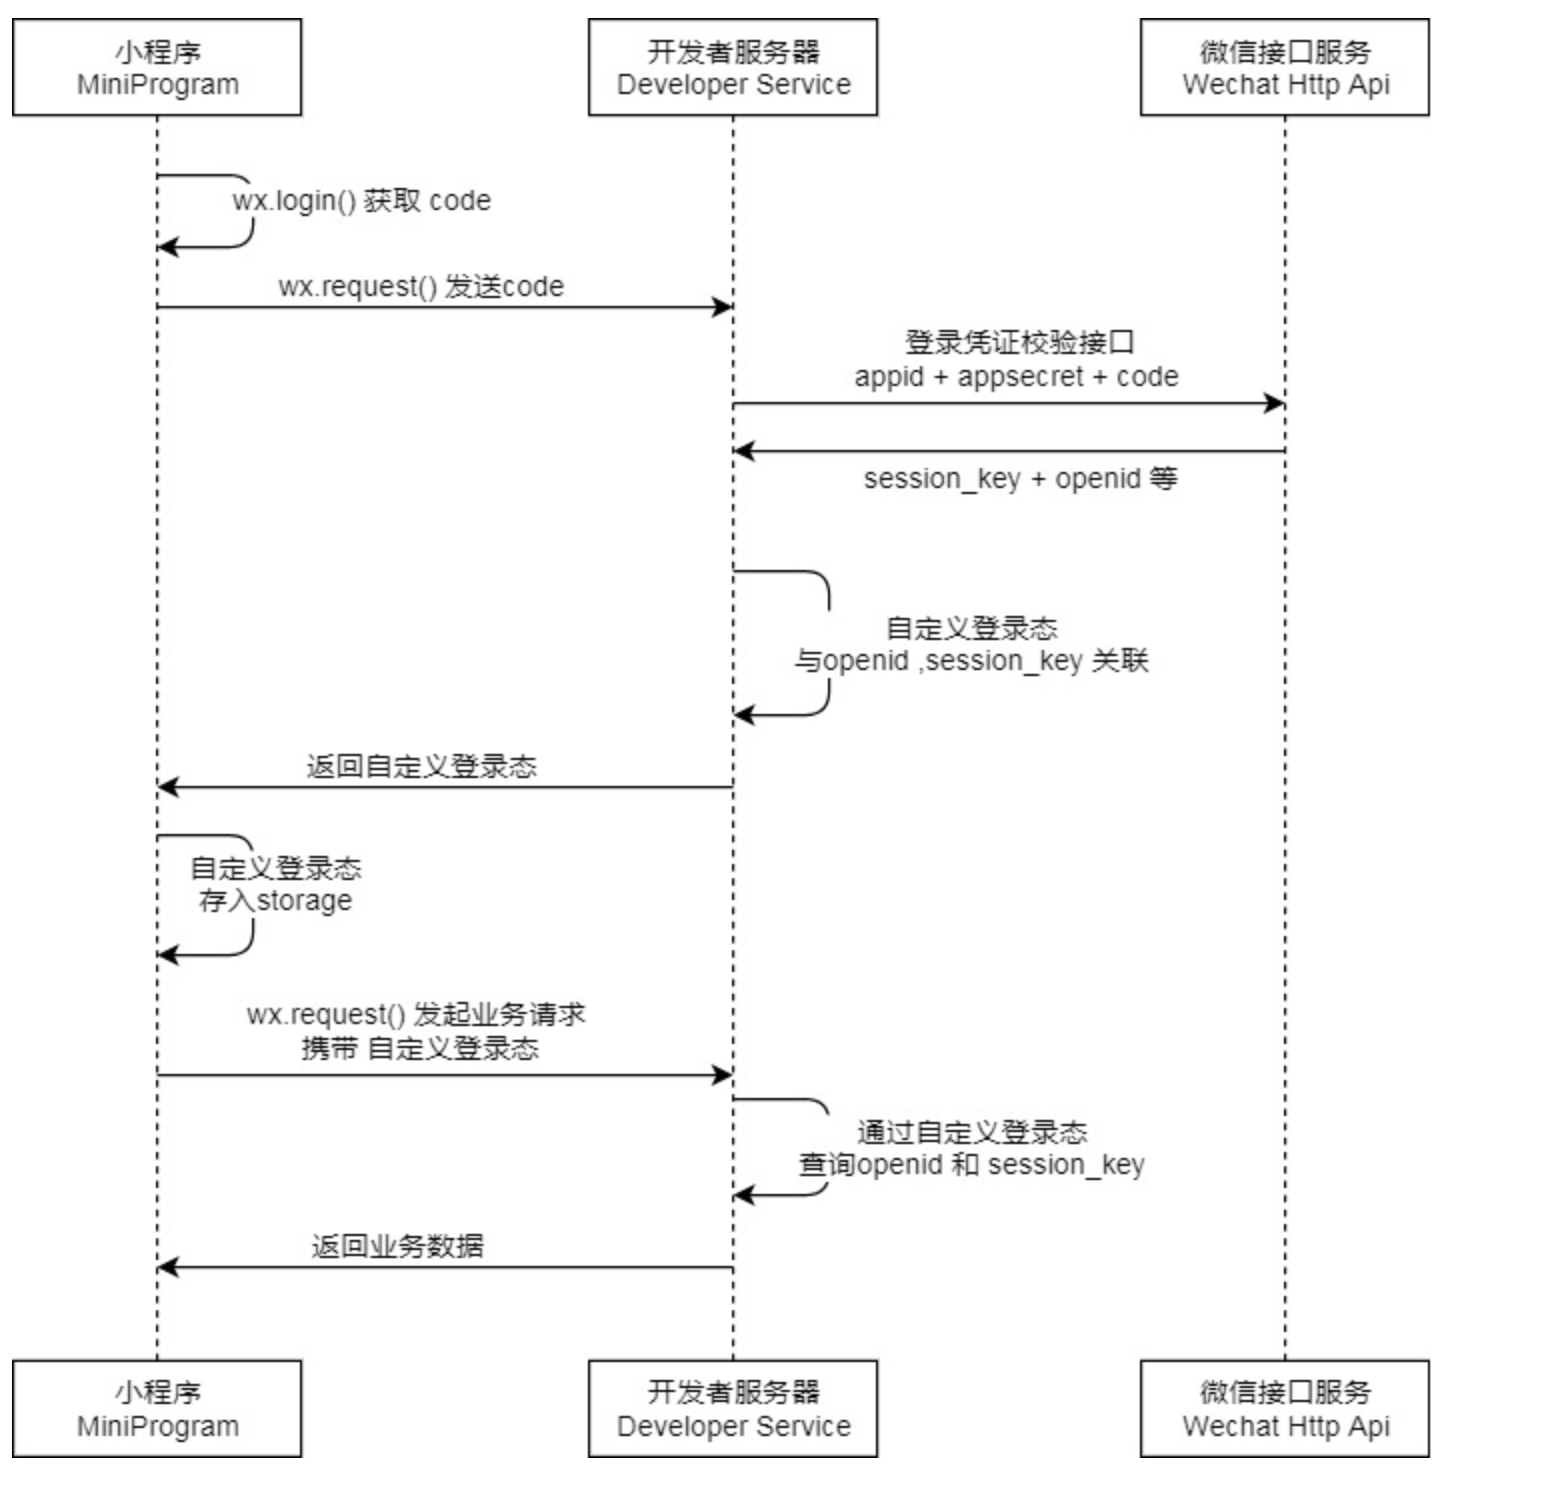 小程序
MiniProgram
开发者服务器
Developer Service
微信接口服务
Wechat Http Api
wx.login() 获取 code
wx.request() 发送code
登录凭证校验接口
appid + appsecret + code
session_key + openid 等
自定义登录态
与openid ,session_key 关联
返回自定义登录态
自定义登录态
存入storage
wx.request() 发起业务请求
携带 自定义登录态
通过自定义登录态
查询openid 和 session_key
返回业务数据
小程序
MiniProgram
开发者服务器
Developer Service
微信接口服务
Wechat Http Api